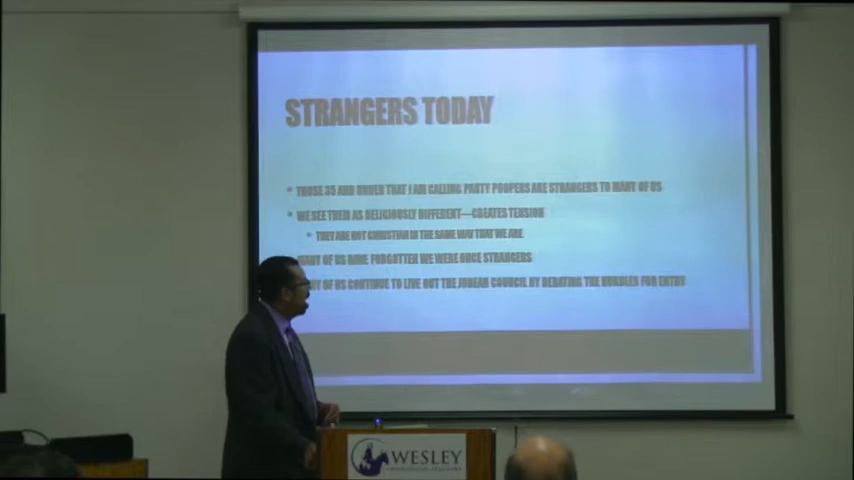 STRANGERS TODAY
THOSE 35 AND UNDER THAT I AM CALLING PARTY POOPERS ARE STRANGERS TO MANY OF US
WE SEE THEM AS RELIGIOUSLY DIFFERENT—CREATES TENSION
THEY ARE NOT CHRISTIAN IN THE SAME WAY THAT WE ARE
MANY OF US HAVE FORGOTTEN WE WERE ONCE STRANGERS
OF US CONTINUE TO LIVE OUT THE JUDEAN COUNCIL BY DEBATING THE HURDLES FOR ENTRY
WESLEY
THEOLOGICAL SEMINARY